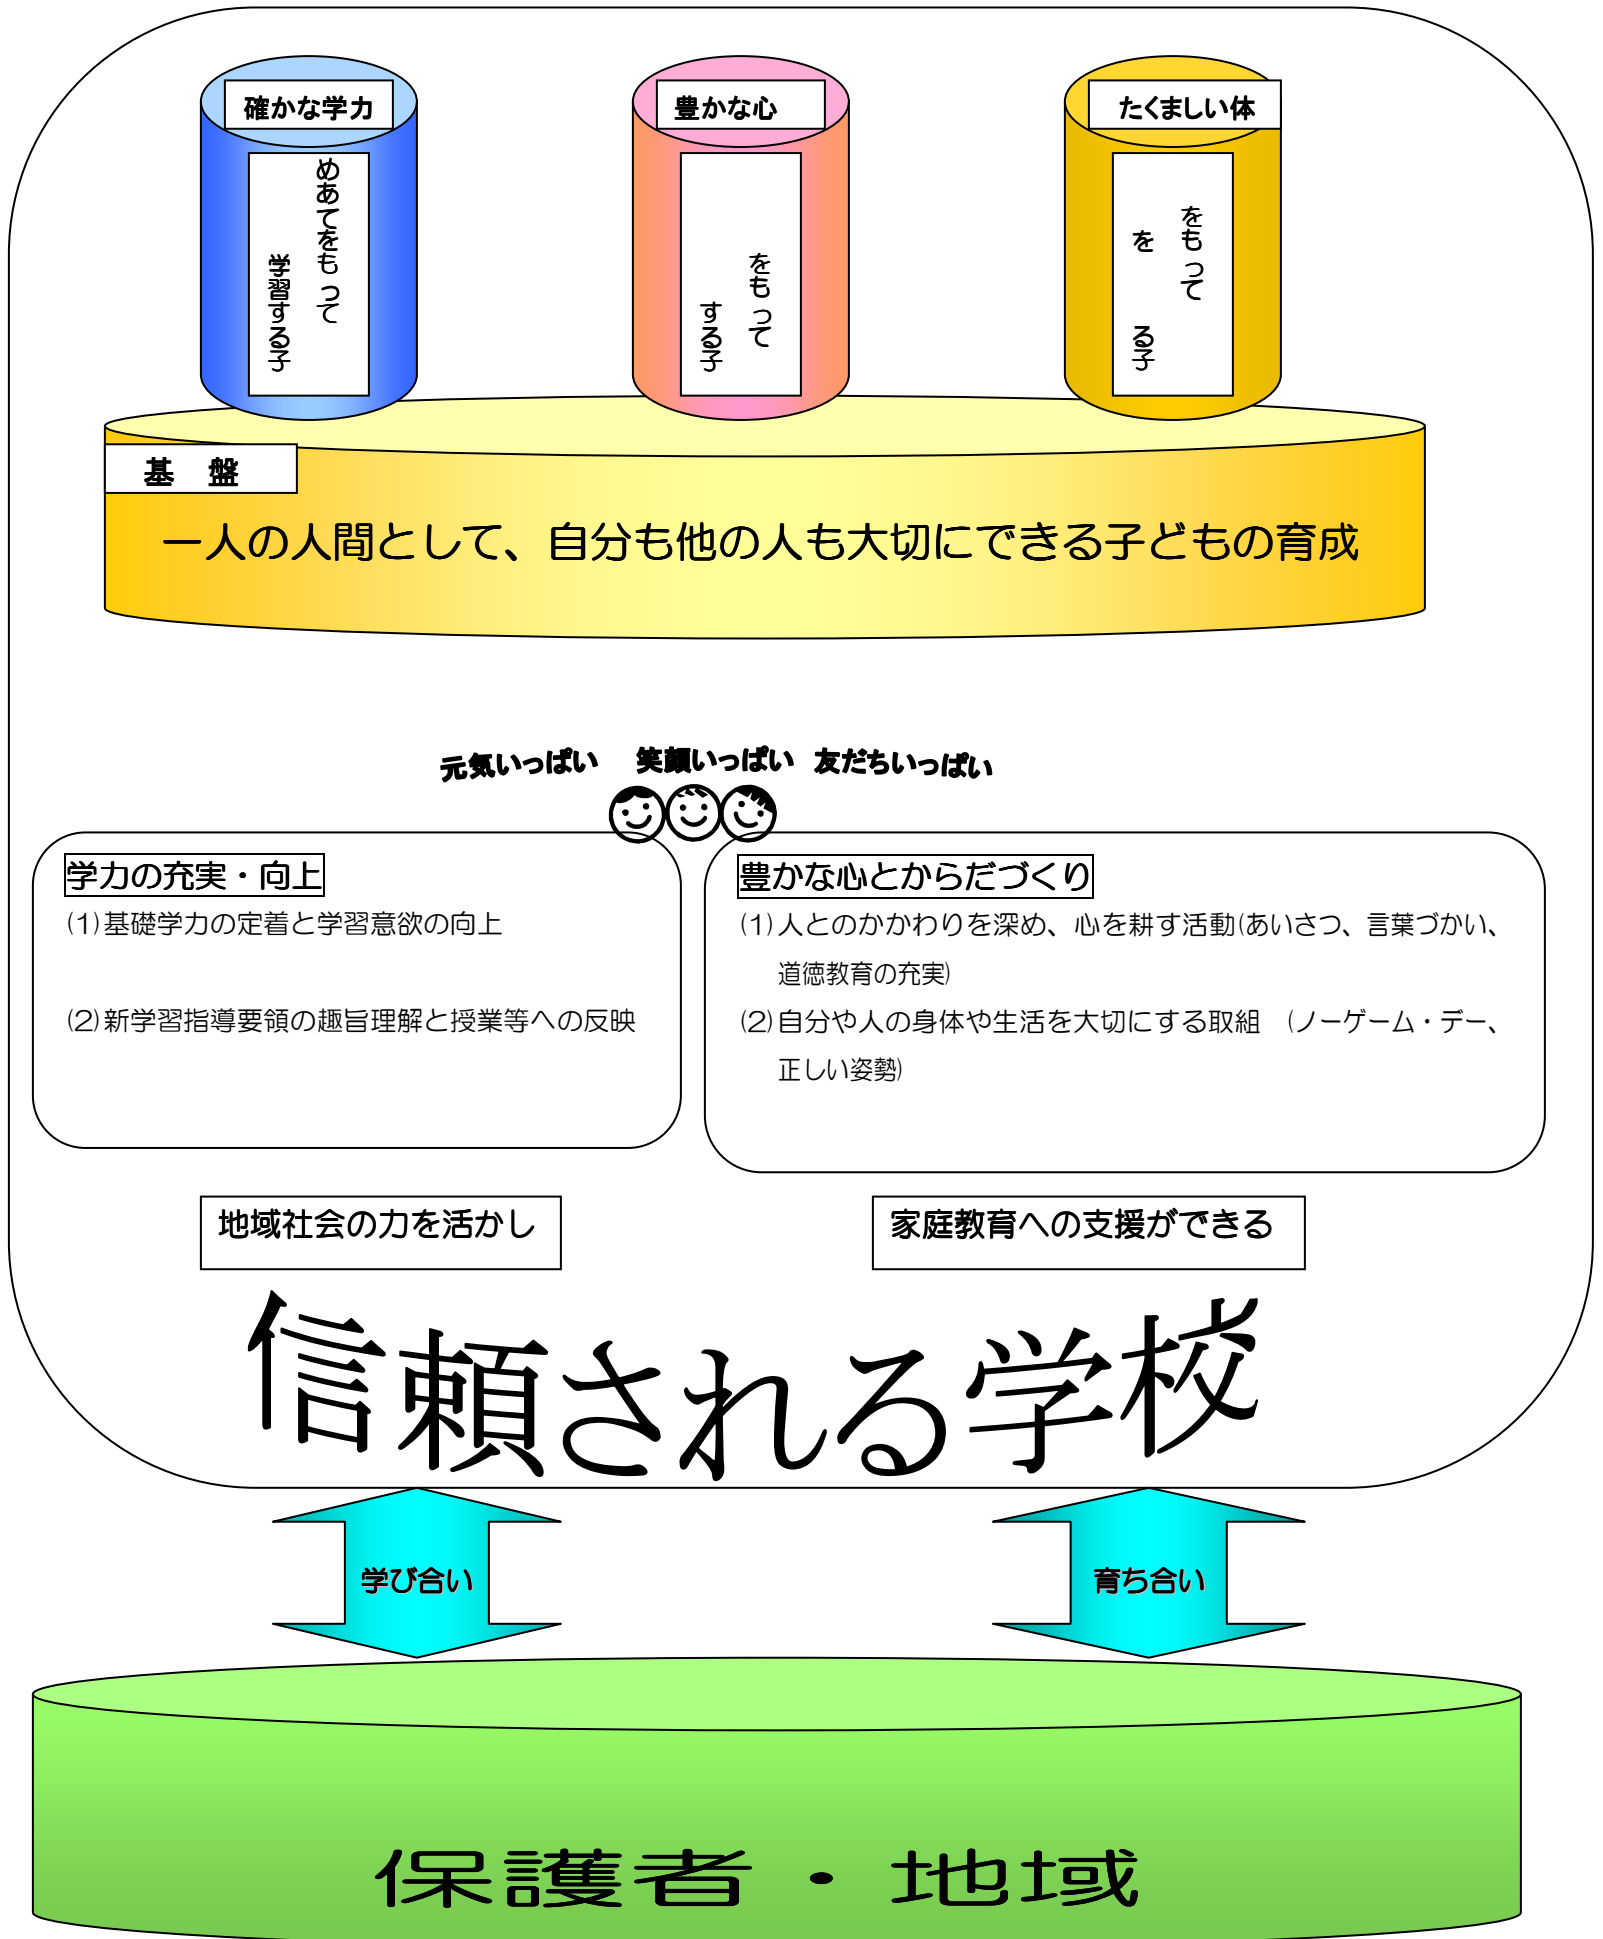 確かな学力
めあてをもって
学習する子
豊かな心
をもって
する子
たくましい体
をもって
を　る子
基　盤
一人の人間として、自分も他の人も大切にできる子どもの育成
元気いっぱい　笑顔いっぱい　友だちいっぱい
学力の充実・向上
(1)基礎学力の定着と学習意欲の向上
(2)新学習指導要領の趣旨理解と授業等への反映
豊かな心とからだづくり
(1)人とのかかわりを深め、心を耕す活動(あいさつ、言葉づかい、
道徳教育の充実)
(2)自分や人の身体や生活を大切にする取組　(ノーゲーム・デー、
正しい姿勢)
地域社会の力を活かし
家庭教育への支援ができる
信頼される学校
学び合い
育ち合い
保護者・地域